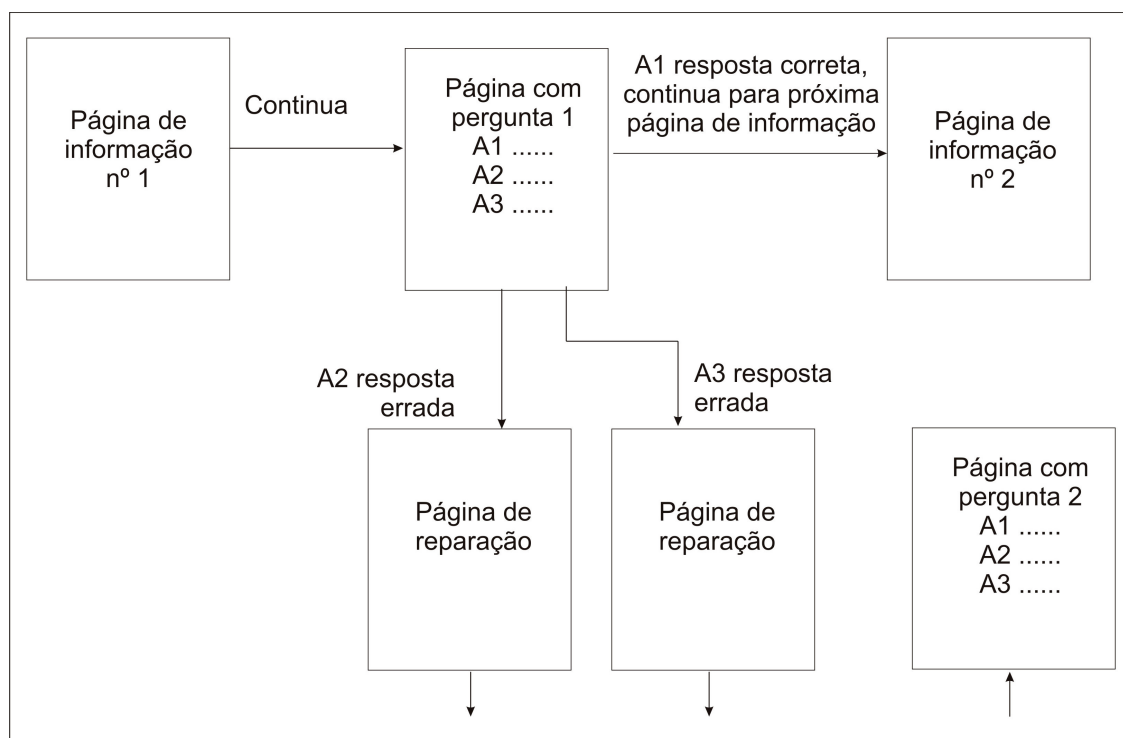 Página de
informação
nº 1
Continua
Página com
pergunta 1
A1 ......
A2 ......
A3 ......
A1 resposta correta,
continua para próxima
página de informação
Página de
informação
nº 2
A2 resposta
errada
A3 resposta
errada
Página de
reparação
Página de
reparação
Página com
pergunta 2
A1 ......
A2 ......
A3 ......